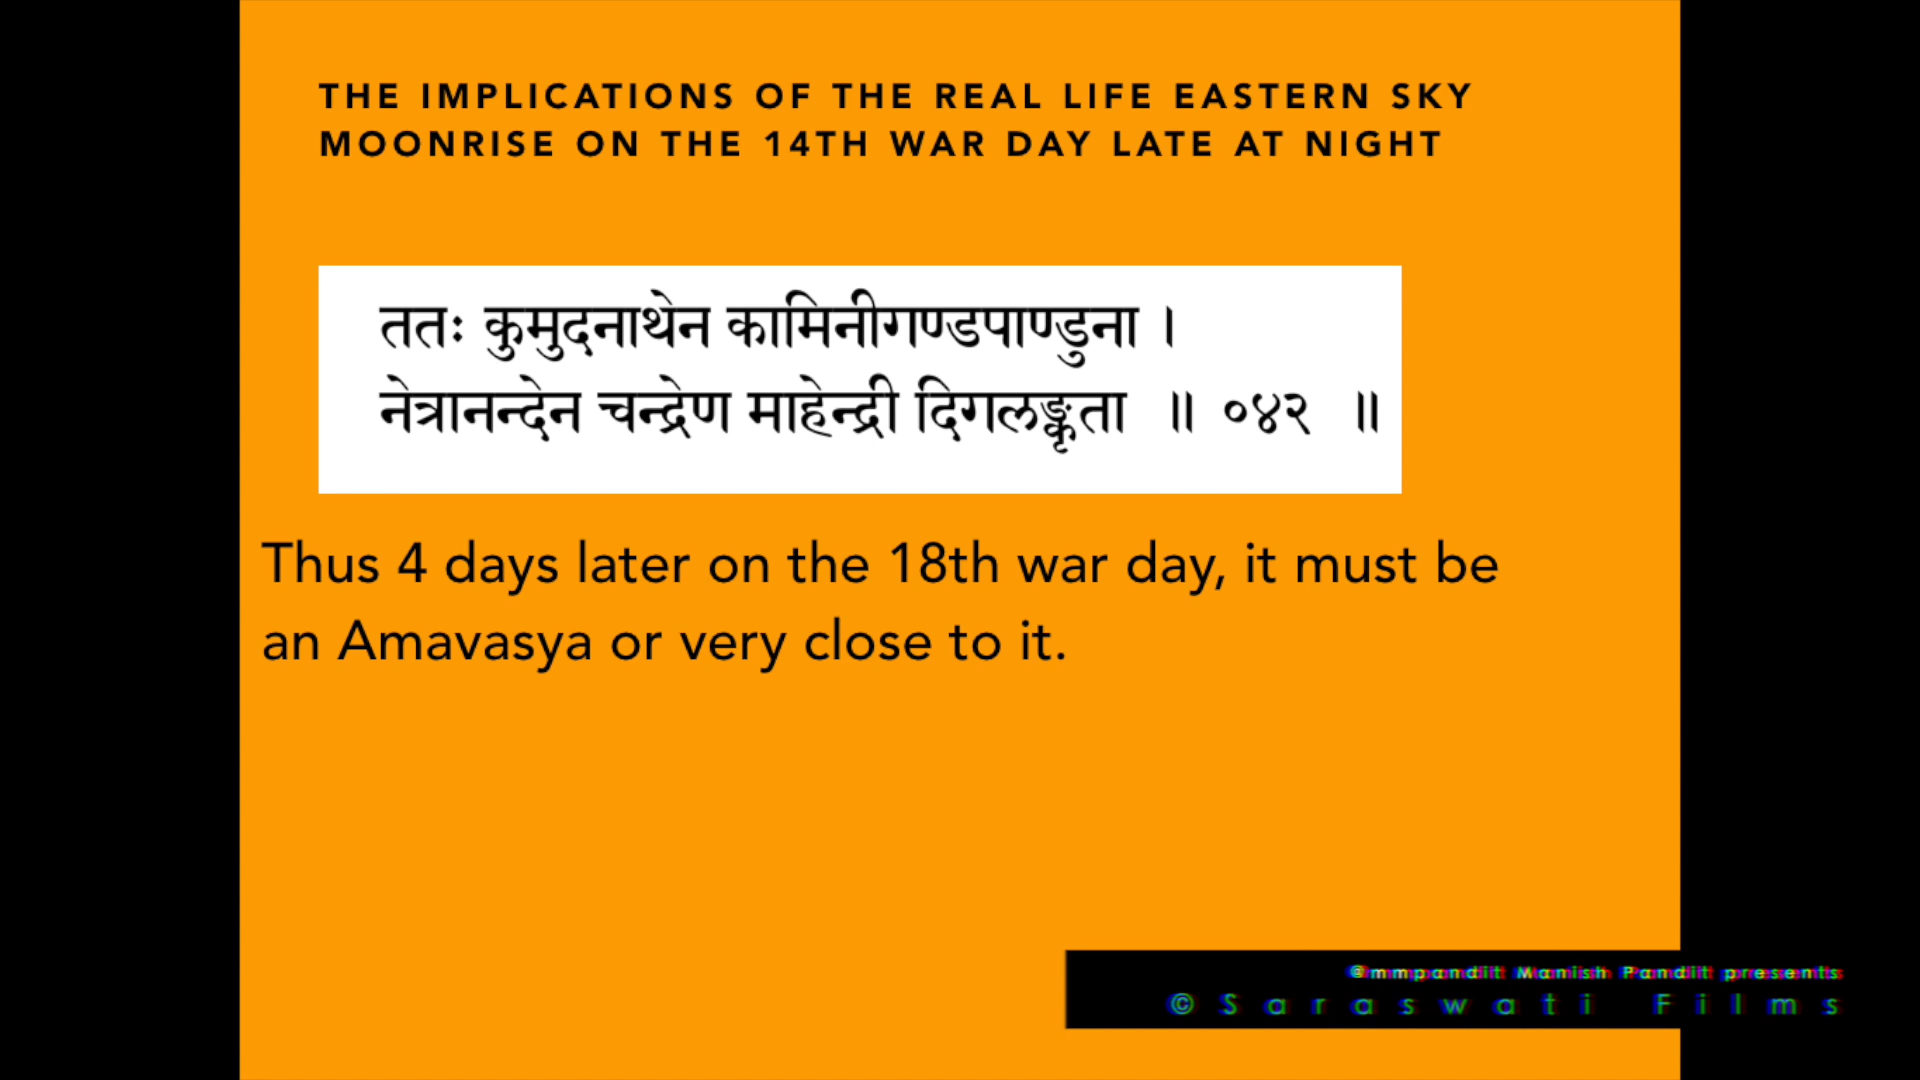 THE IMPLICATIONS OF THE REAL LIFE EASTERN SKY
MOONRISE ON THE 14TH WAR DAY LATE AT NIGHT
ततः कुमुदनाथेन कामिनीगण्डपाण्डुना ।
नेत्रानन्देन चन्द्रेण माहेन्द्री दिगलङ्कृता ॥ ०४२ ॥
Thus 4 days later on the 18th war day, it must be
an Amavasya or very close to it.
@mmpandit Manish Pandit presents
© Saraswati Films